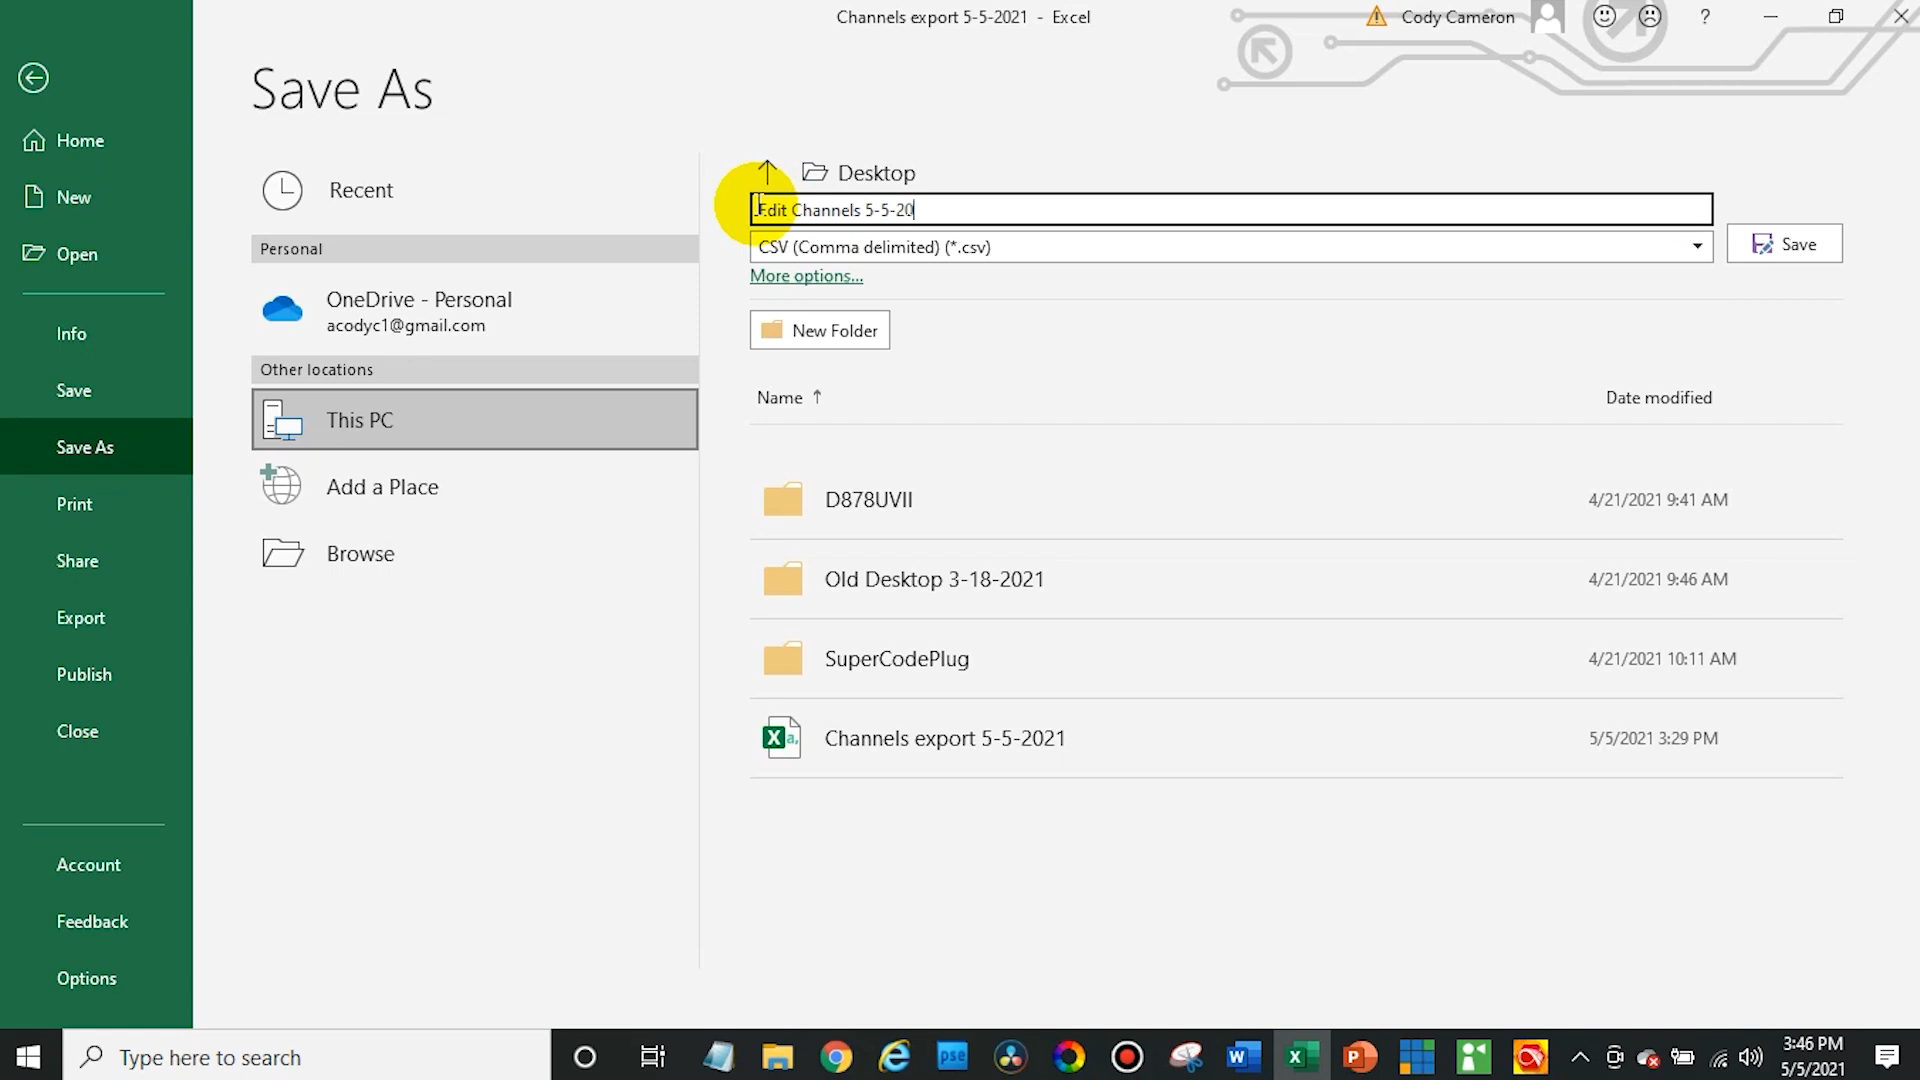 Channels export 5-5-2021 - Excel
Cody Cameron
?
Save As
Home
New
Open
Info
Save
Save As
Print
Share
Export
Publish
Close
Account
Feedback
Options
Recent
Personal
OneDrive - Personal
acodyc1@gmail.com
Other locations
This PC
Add a Place
Browse
Desktop
Edit Channels 5-5-20
CSV (Comma delimited) (*.csv)
Save
More options...
New Folder
Name
Date modified
D878UVII
4/21/2021 9:41 AM
Old Desktop 3-18-2021
4/21/2021 9:46 AM
SuperCodePlug
4/21/2021 10:11 AM
Channels export 5-5-2021
5/5/2021 3:29 PM
Type here to search
pse
3:46 PM
5/5/2021